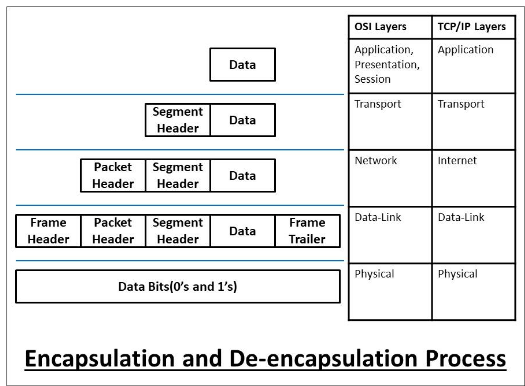 OSI Layers TCP/IP Layers
Data
Application, Application
Presentation,
Session
Segment Header
Data
Transport Transport
Packet Header
Segment Header
Data
Network Internet
Frame Header
Packet Header
Segment Header
Data
Frame Trailer
Data-Link Data-Link
Data Bits(0's and 1's)
Physical Physical
Encapsulation and De-encapsulation Process